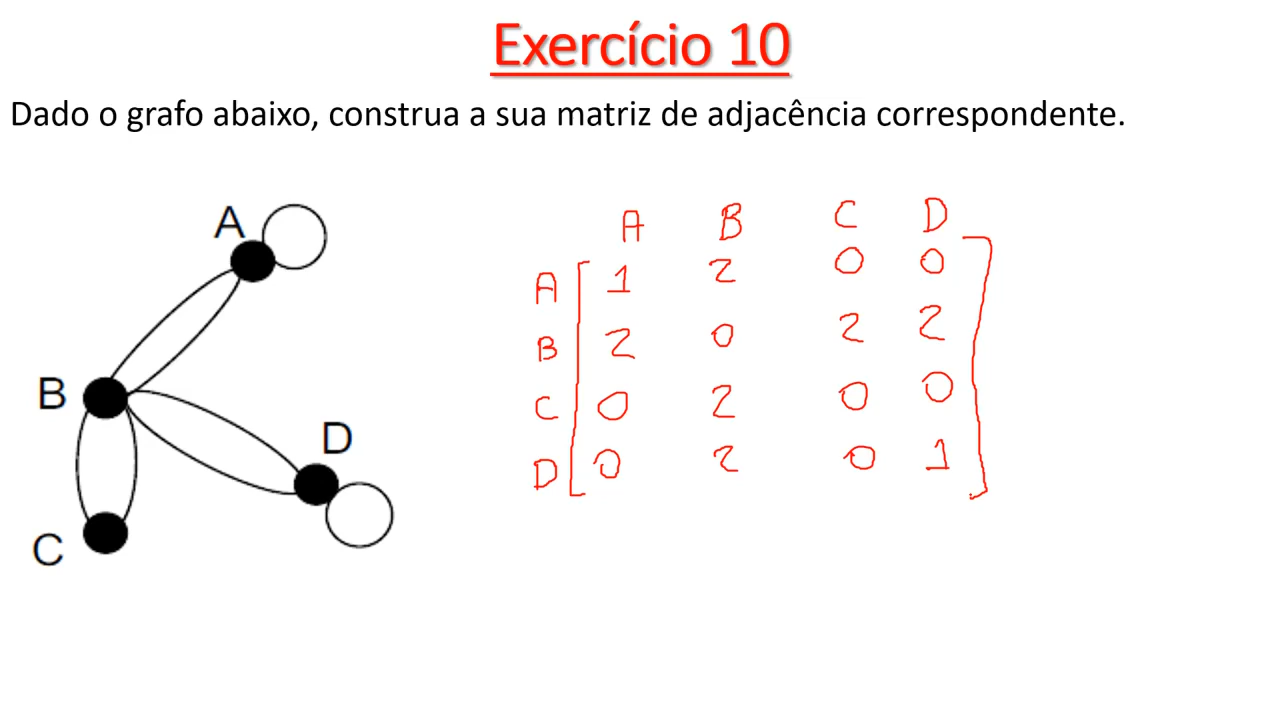 Exercício 10
Dado o grafo abaixo, construa a sua matriz de adjacência correspondente.
A
B
D
C
A B C D
A 1 2 0 0
B 2 0 2 2
C 0 2 0 0
D 0 2 0 1